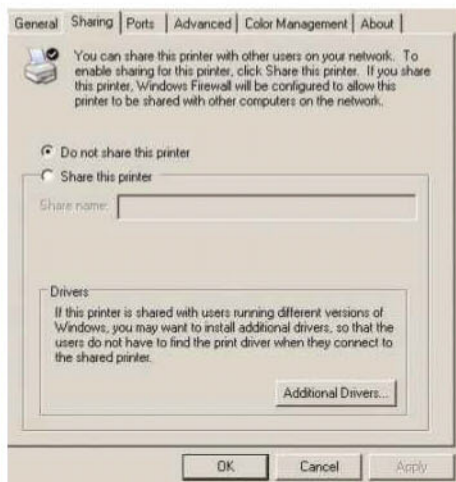 General Sharing Ports Advanced Color Management About
You can share this printer with other users on your network. To
enable sharing for this printer, click Share this printer. If you share
this printer, Windows Firewall will be configured to allow this
printer to be shared with other computers on the network.
Do not share this printer
Share this printer
Share name:
Drivers
If this printer is shared with users running different versions of
Windows, you may want to install additional drivers, so that the
users do not have to find the print driver when they connect to
the shared printer.
Additional Drivers...
OK Cancel Apply